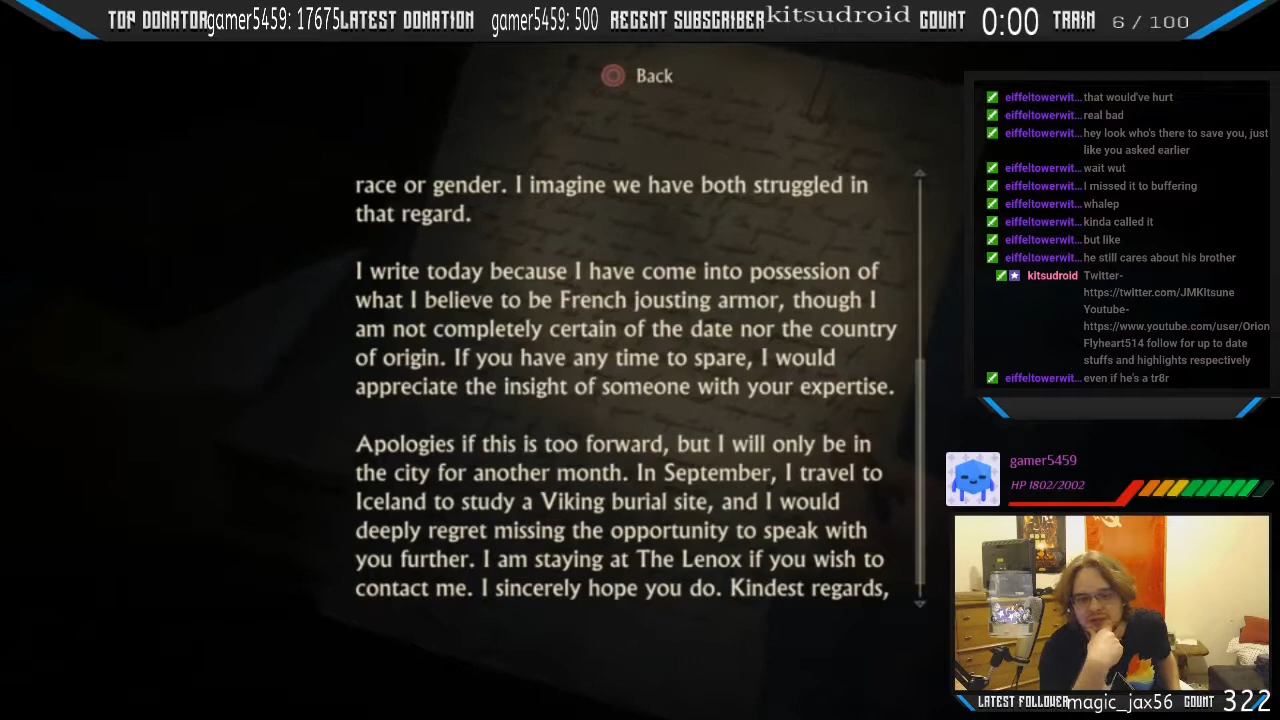 TOP DONATOR gamer5459: 17675 LATEST DONATION gamer5459: 500 RECENT SUBSCRIBER kitsudroid COUNT 0:00 TRAIN 6 / 100
Back
race or gender. I imagine we have both struggled in
that regard.
I write today because I have come into possession of
what I believe to be French jousting armor, though I
am not completely certain of the date nor the country
of origin. If you have any time to spare, I would
appreciate the insight of someone with your expertise.
Apologies if this is too forward, but I will only be in
the city for another month. In September, I travel to
Iceland to study a Viking burial site, and I would
deeply regret missing the opportunity to speak with
you further. I am staying at The Lenox if you wish to
contact me. I sincerely hope you do. Kindest regards,
eiffeltowerwit... that would've hurt
eiffeltowerwit... real bad
eiffeltowerwit... hey look who's there to save you, just
like you asked earlier
eiffeltowerwit... wait wut
eiffeltowerwit... I missed it to buffering
eiffeltowerwit... whalep
eiffeltowerwit... kinda called it
eiffeltowerwit... but like
eiffeltowerwit... he still cares about his brother
kitsudroid Twitter-
https://twitter.com/JMKitsune
Youtube-
https://www.youtube.com/user/Orion
Flyheart514 follow for up to date
stuffs and highlights respectively
eiffeltowerwit... even if he's a tr8r
gamer5459
HP 1802/2002
LATEST FOLLOWER magic_jax56 COUNT 322